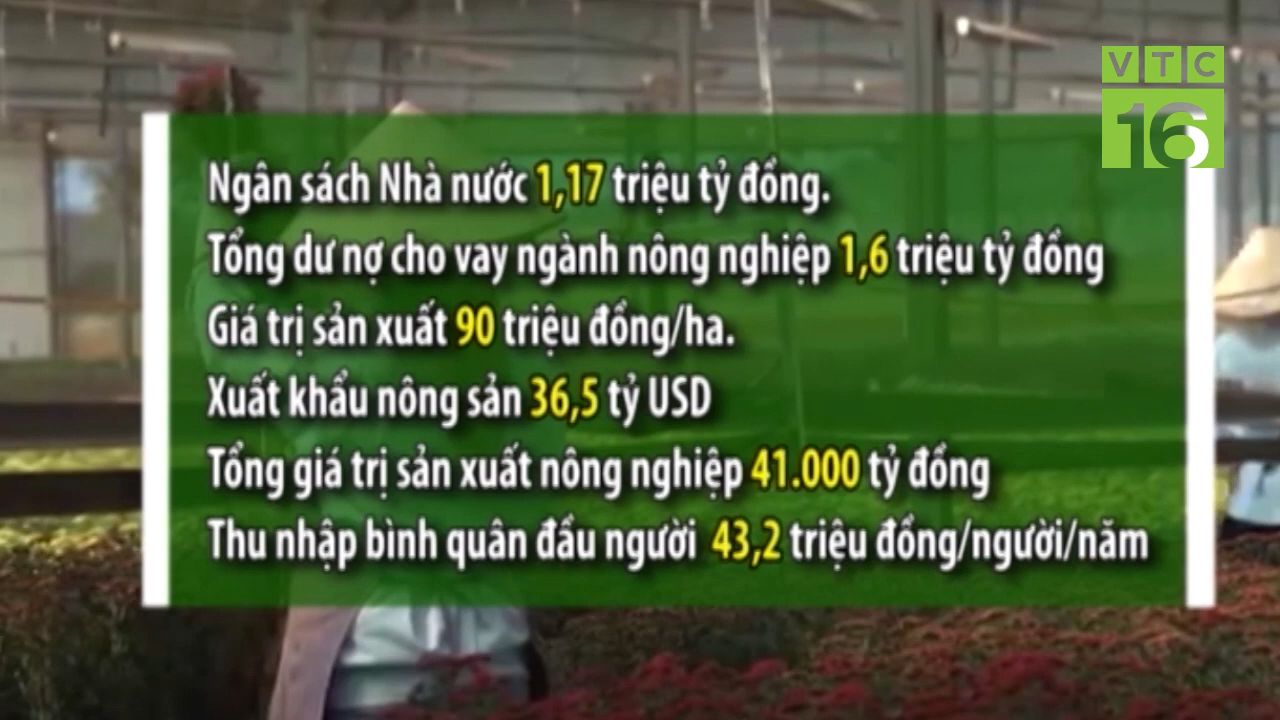 VTC
16
Ngân sách Nhà nước 1,17 triệu tỷ đồng.
Tổng dư nợ cho vay ngành nông nghiệp 1,6 triệu tỷ đồng
Giá trị sản xuất 90 triệu đồng/ha.
Xuất khẩu nông sản 36,5 tỷ USD
Tổng giá trị sản xuất nông nghiệp 41.000 tỷ đồng
Thu nhập bình quân đầu người 43,2 triệu đồng/người/năm